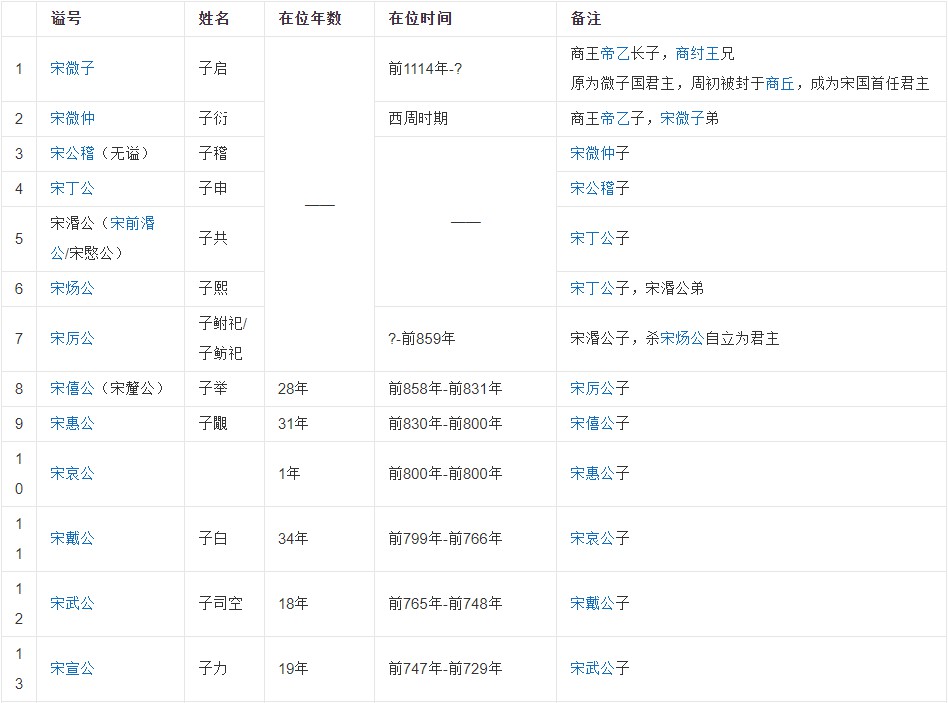 谥号 姓名 在位年数 在位时间 备注
1 宋微子 子启 —— 前1114年-? 商王帝乙长子，商纣王兄
原为微子国君主，周初被封于商丘，成为宋国首任君主
2 宋微仲 子衍 西周时期 商王帝乙子，宋微子弟
3 宋公稽（无谥） 子稽 —— 宋微仲子
4 宋丁公 子申 宋公稽子
5 宋湣公（宋前湣
公/宋愍公） 子共 宋丁公子
6 宋炀公 子熙 宋丁公子，宋湣公弟
7 宋厉公 子鲋祀/
子鲂祀 ?-前859年 宋湣公子，杀宋炀公自立为君主
8 宋僖公（宋釐公） 子举 28年 前858年-前831年 宋厉公子
9 宋惠公 子覸 31年 前830年-前800年 宋僖公子
1
0 宋哀公 1年 前800年-前800年 宋惠公子
1
1 宋戴公 子白 34年 前799年-前766年 宋哀公子
1
2 宋武公 子司空 18年 前765年-前748年 宋戴公子
1
3 宋宣公 子力 19年 前747年-前729年 宋武公子